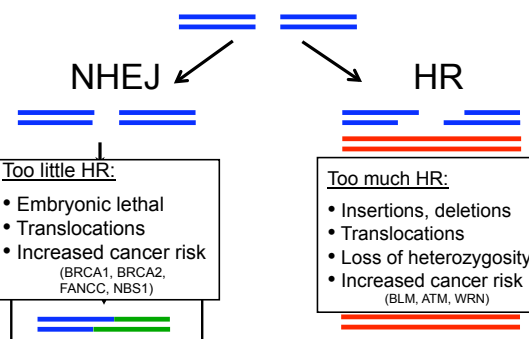 NHEJ
HR
Too little HR:
• Embryonic lethal
• Translocations
• Increased cancer risk
(BRCA1, BRCA2,
FANCC, NBS1)
Too much HR:
• Insertions, deletions
• Translocations
• Loss of heterozygosity
• Increased cancer risk
(BLM, ATM, WRN)